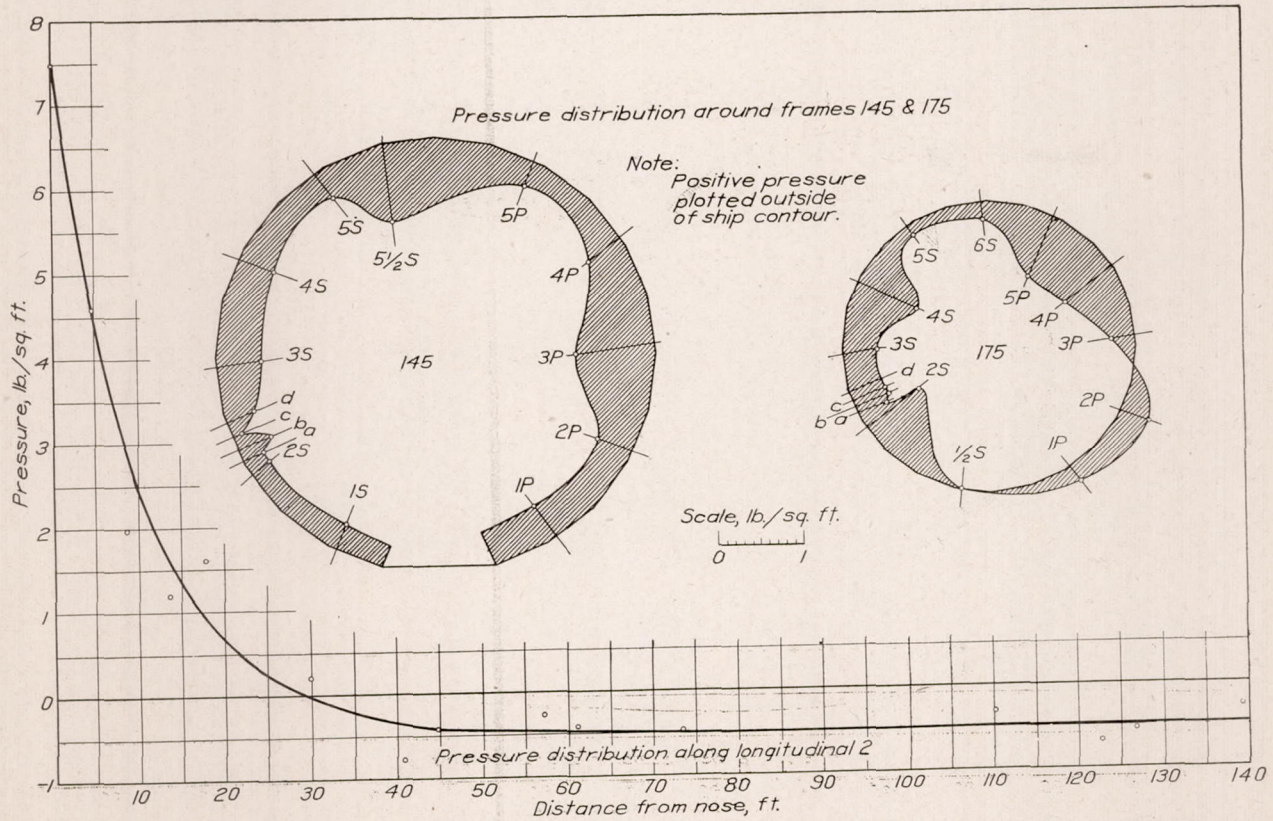 8
7
6
5
4
3
2
1
0
-1
Pressure, lb./sq. ft.
Pressure distribution around frames 145 & 175
Note:
Positive pressure
plotted outside
of ship contour.
5S
5½S
5P
4S
4P
3S
145
3P
d
c
b
a
2S
2P
1S
1P
5S
6S
5P
4P
4S
3S
175
3P
d
2S
c
b
a
2P
½S
1P
Scale, lb./sq. ft.
0 1
Pressure distribution along longitudinal 2
10 20 30 40 50 60 70 80 90 100 110 120 130 140
Distance from nose, ft.